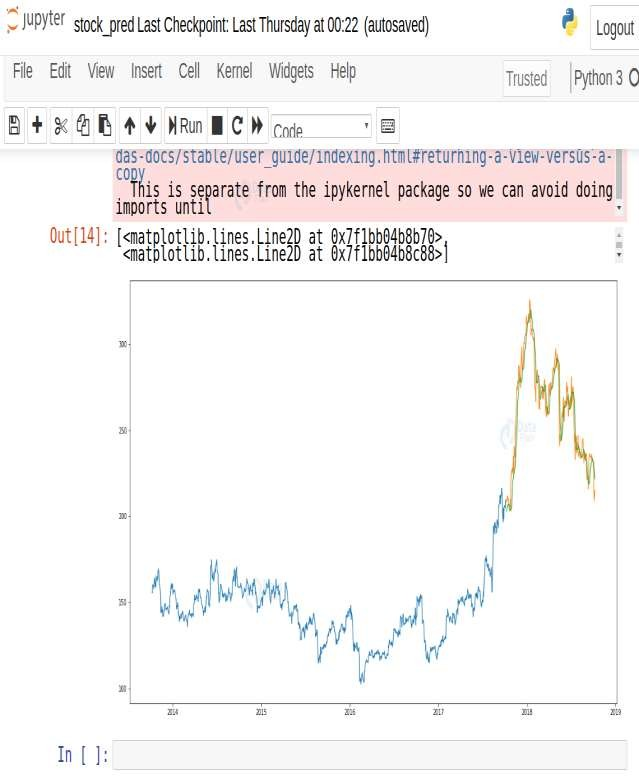 jupyter stock_pred Last Checkpoint: Last Thursday at 00:22 (autosaved) Logout
File Edit View Insert Cell Kernel Widgets Help Trusted Python 3
Run Code
das-docs/stable/user_guide/indexing.html#returning-a-view-versus-a-
copy
This is separate from the ipykernel package so we can avoid doing
imports until
Out[14]: [<matplotlib.lines.Line2D at 0x7f1bb04b8b70>,
<matplotlib.lines.Line2D at 0x7f1bb04b8c88>]
300
250
200
150
100
2014 2015 2016 2017 2018 2019
In [ ]: